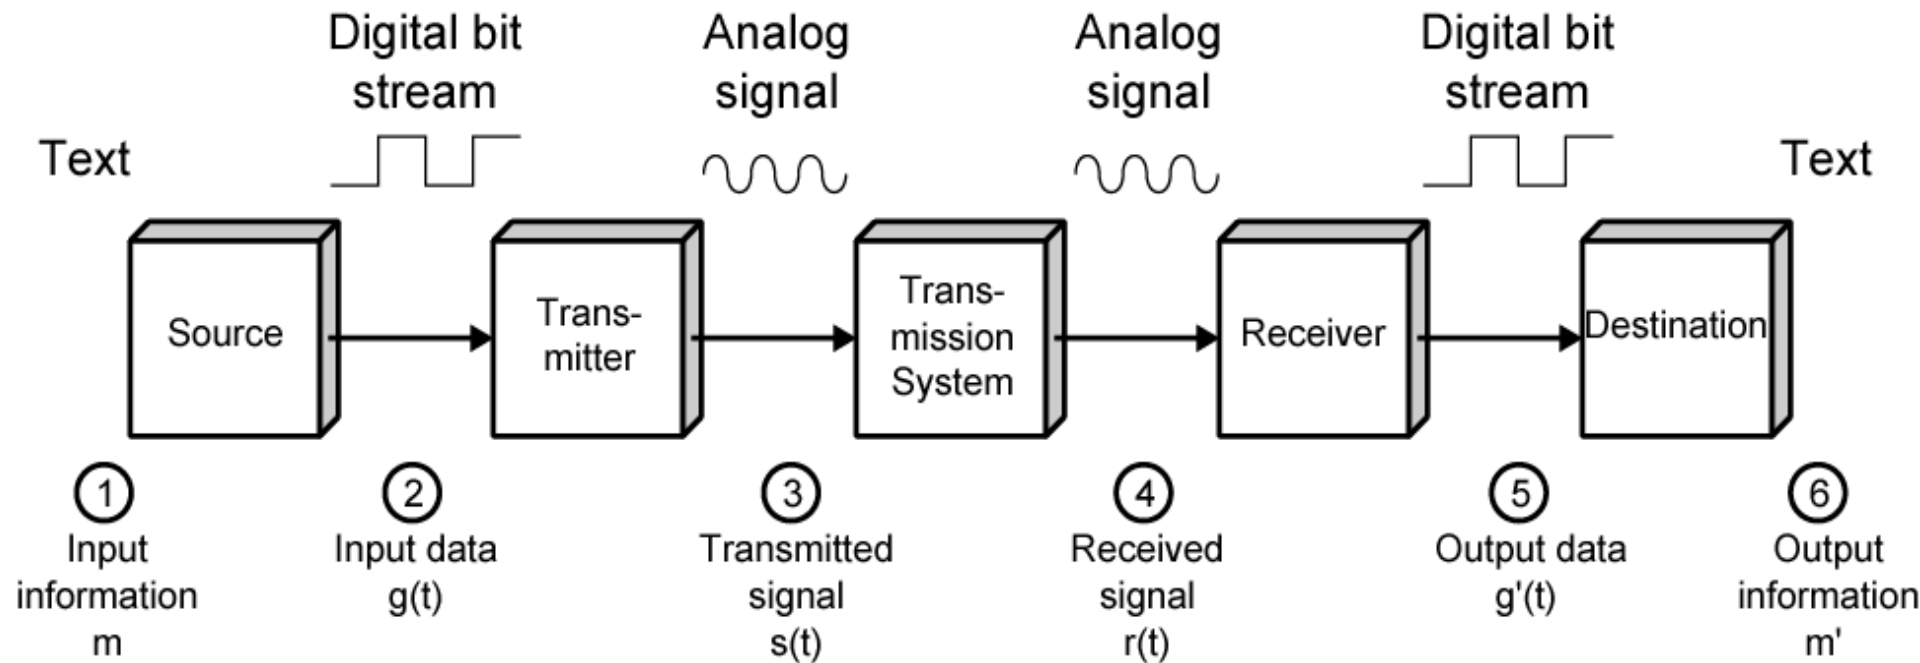 Digital bit
stream
Analog
signal
Analog
signal
Digital bit
stream
Text
Text
Source
Trans-
mitter
Trans-
mission
System
Receiver
Destination
1
Input
information
m
2
Input data
g(t)
3
Transmitted
signal
s(t)
4
Received
signal
r(t)
5
Output data
g'(t)
6
Output
information
m'